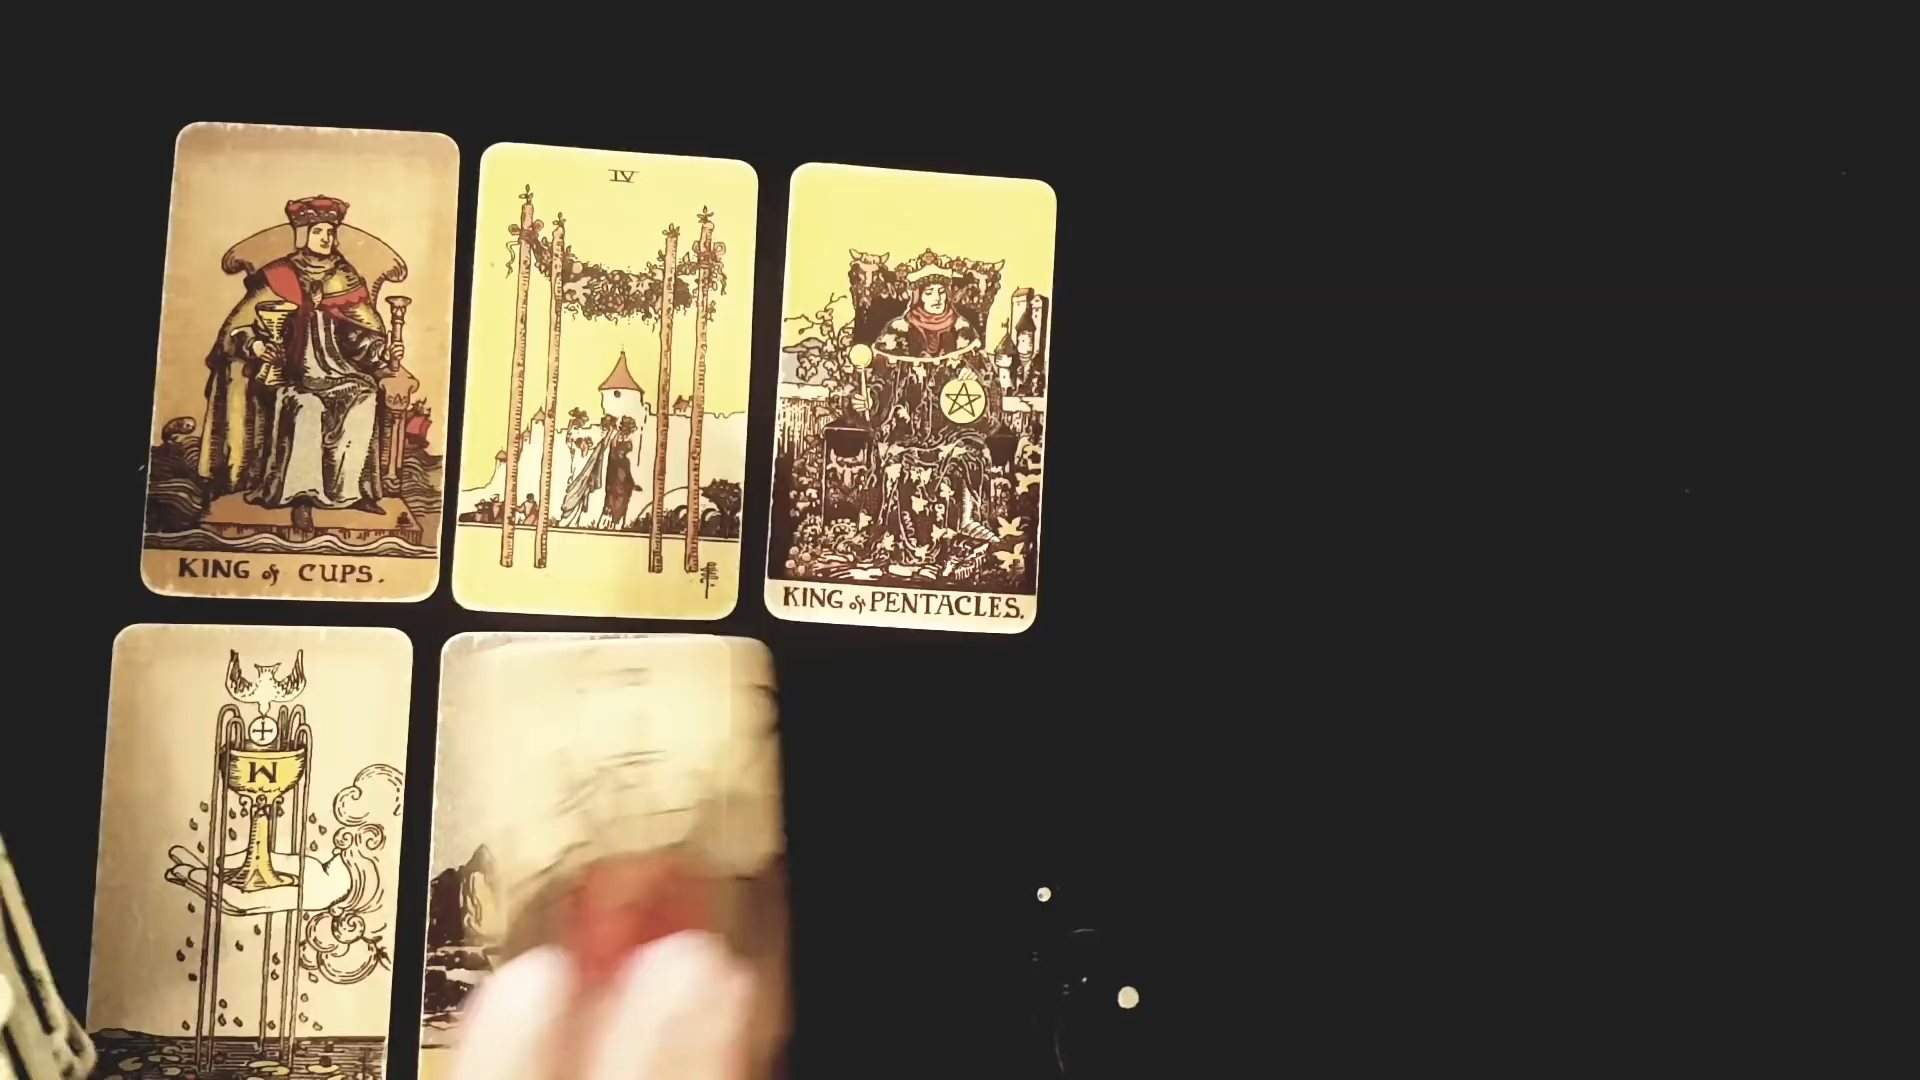 IV
KING of CUPS.
KING of PENTACLES.
W